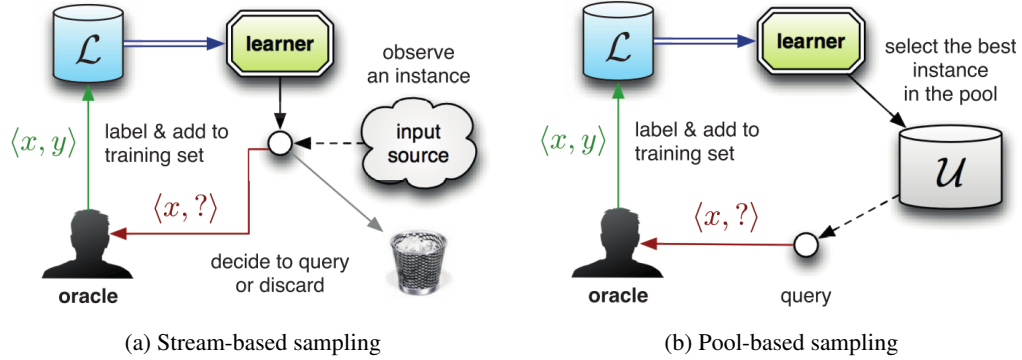 ℒ
learner
observe
an instance
input
source
label & add to
training set
⟨x, y⟩
⟨x, ?⟩
decide to query
or discard
oracle
(a) Stream-based sampling
ℒ
learner
select the best
instance
in the pool
𝒰
label & add to
training set
⟨x, y⟩
⟨x, ?⟩
oracle
query
(b) Pool-based sampling